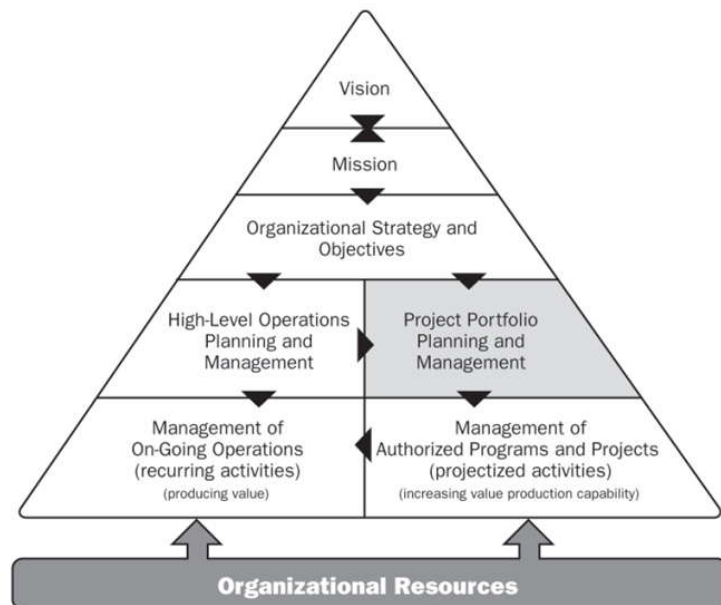 Vision
Mission
Organizational Strategy and
Objectives
High-Level Operations
Planning and
Management
Project Portfolio
Planning and
Management
Management of
On-Going Operations
(recurring activities)
(producing value)
Management of
Authorized Programs and Projects
(projectized activities)
(increasing value production capability)
Organizational Resources